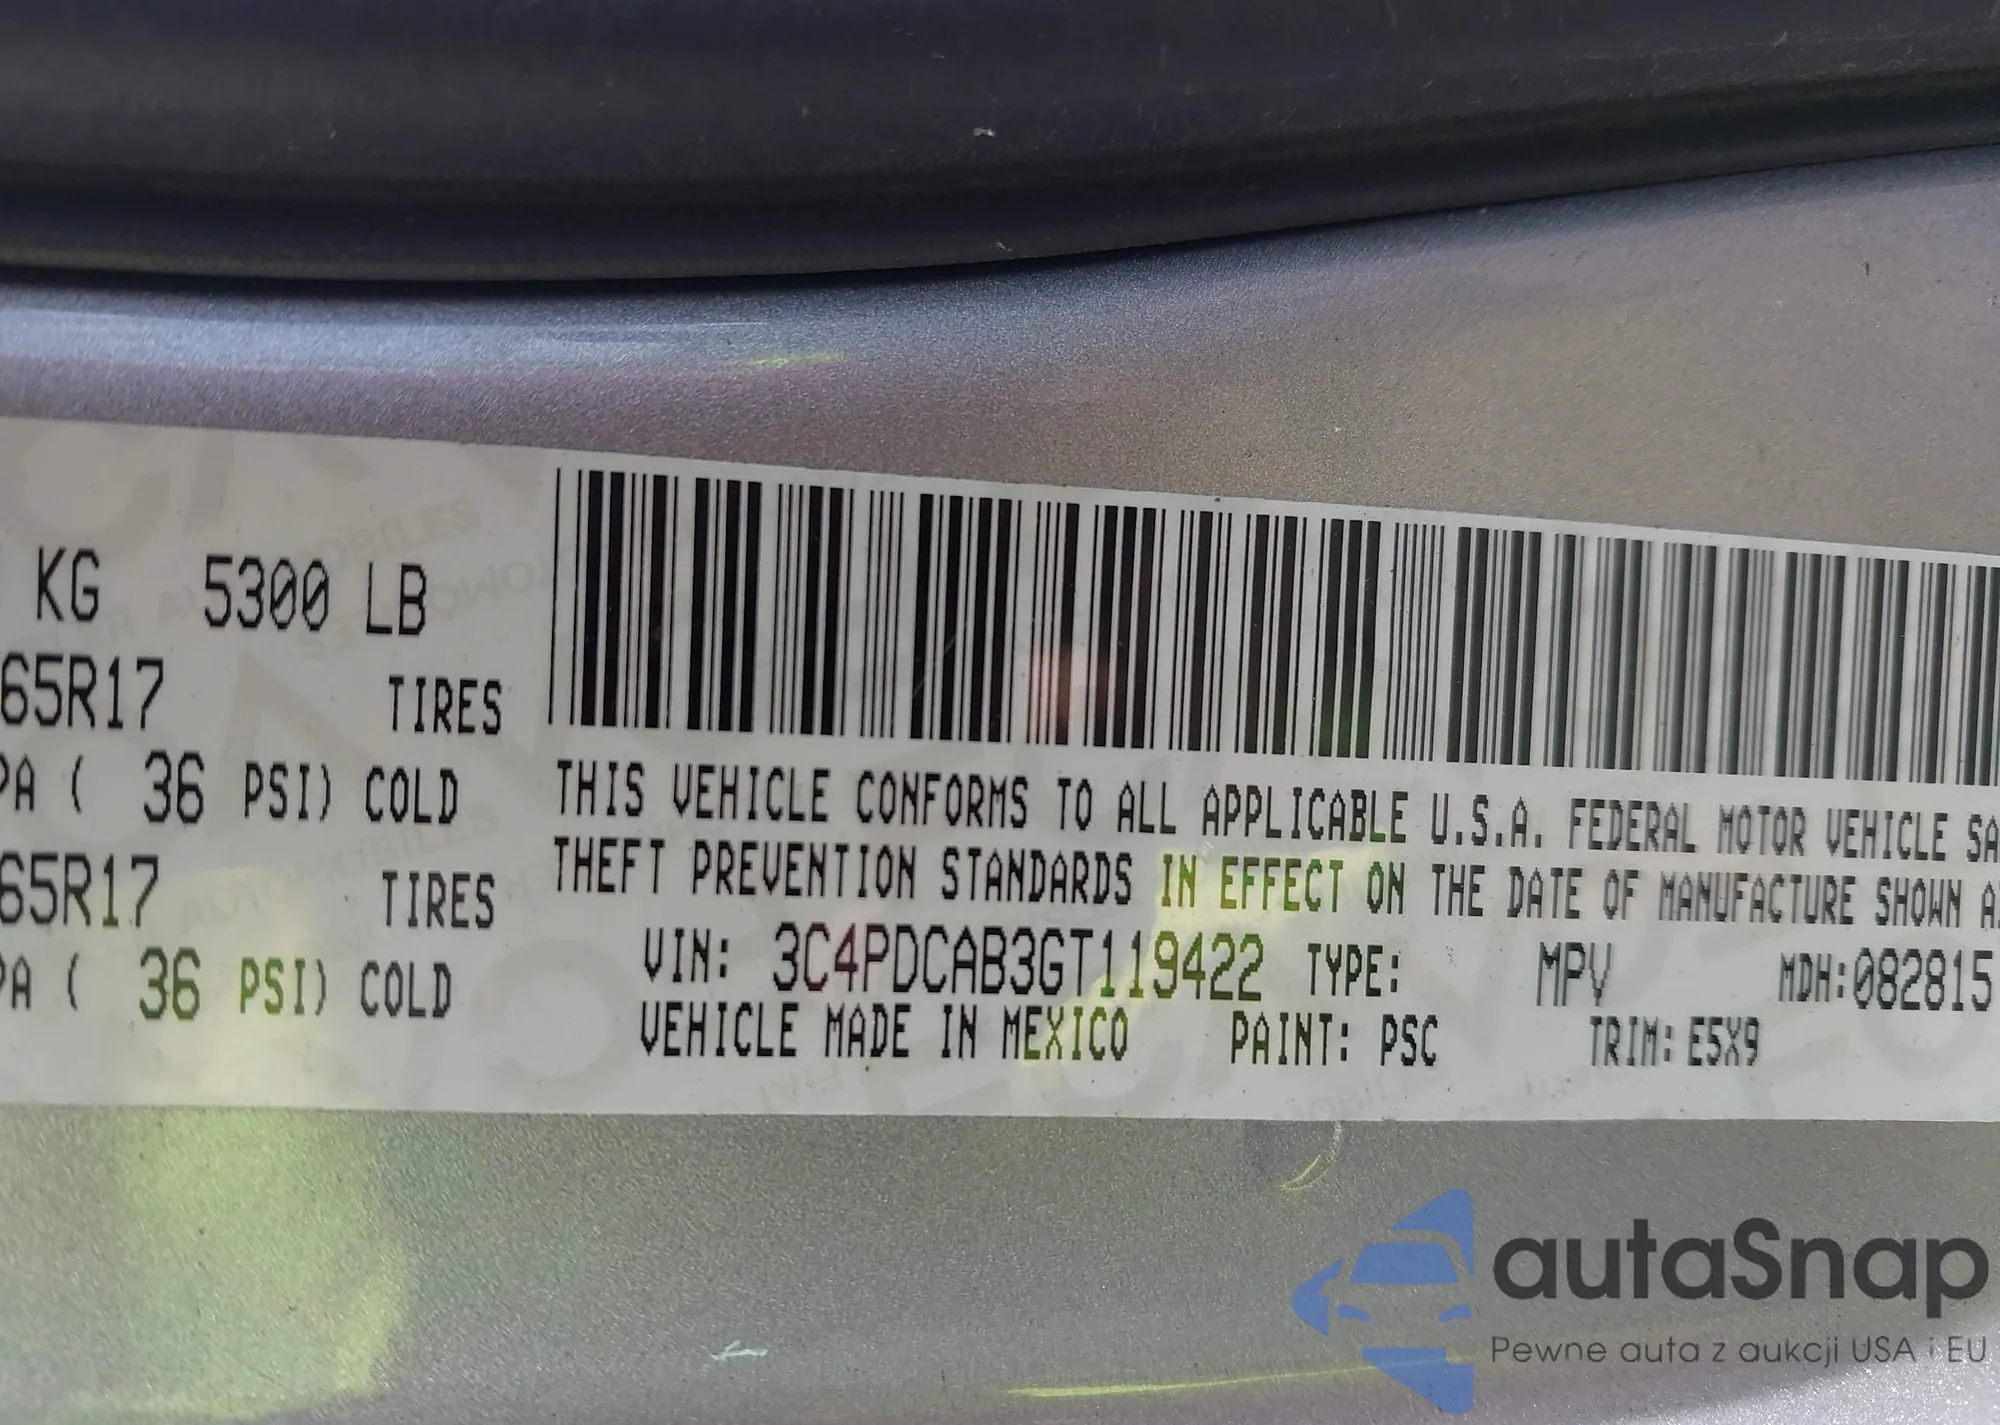 KG 5300 LB
65R17 TIRES
PA ( 36 PSI) COLD
65R17 TIRES
PA ( 36 PSI) COLD
THIS VEHICLE CONFORMS TO ALL APPLICABLE U.S.A. FEDERAL MOTOR VEHICLE SA
THEFT PREVENTION STANDARDS IN EFFECT ON THE DATE OF MANUFACTURE SHOWN A
VIN: 3C4PDCAB3GT119422 TYPE: MPV MDH:082815
VEHICLE MADE IN MEXICO PAINT: PSC TRIM: E5X9
autaSnap
Pewne auta z aukcji USA i EU